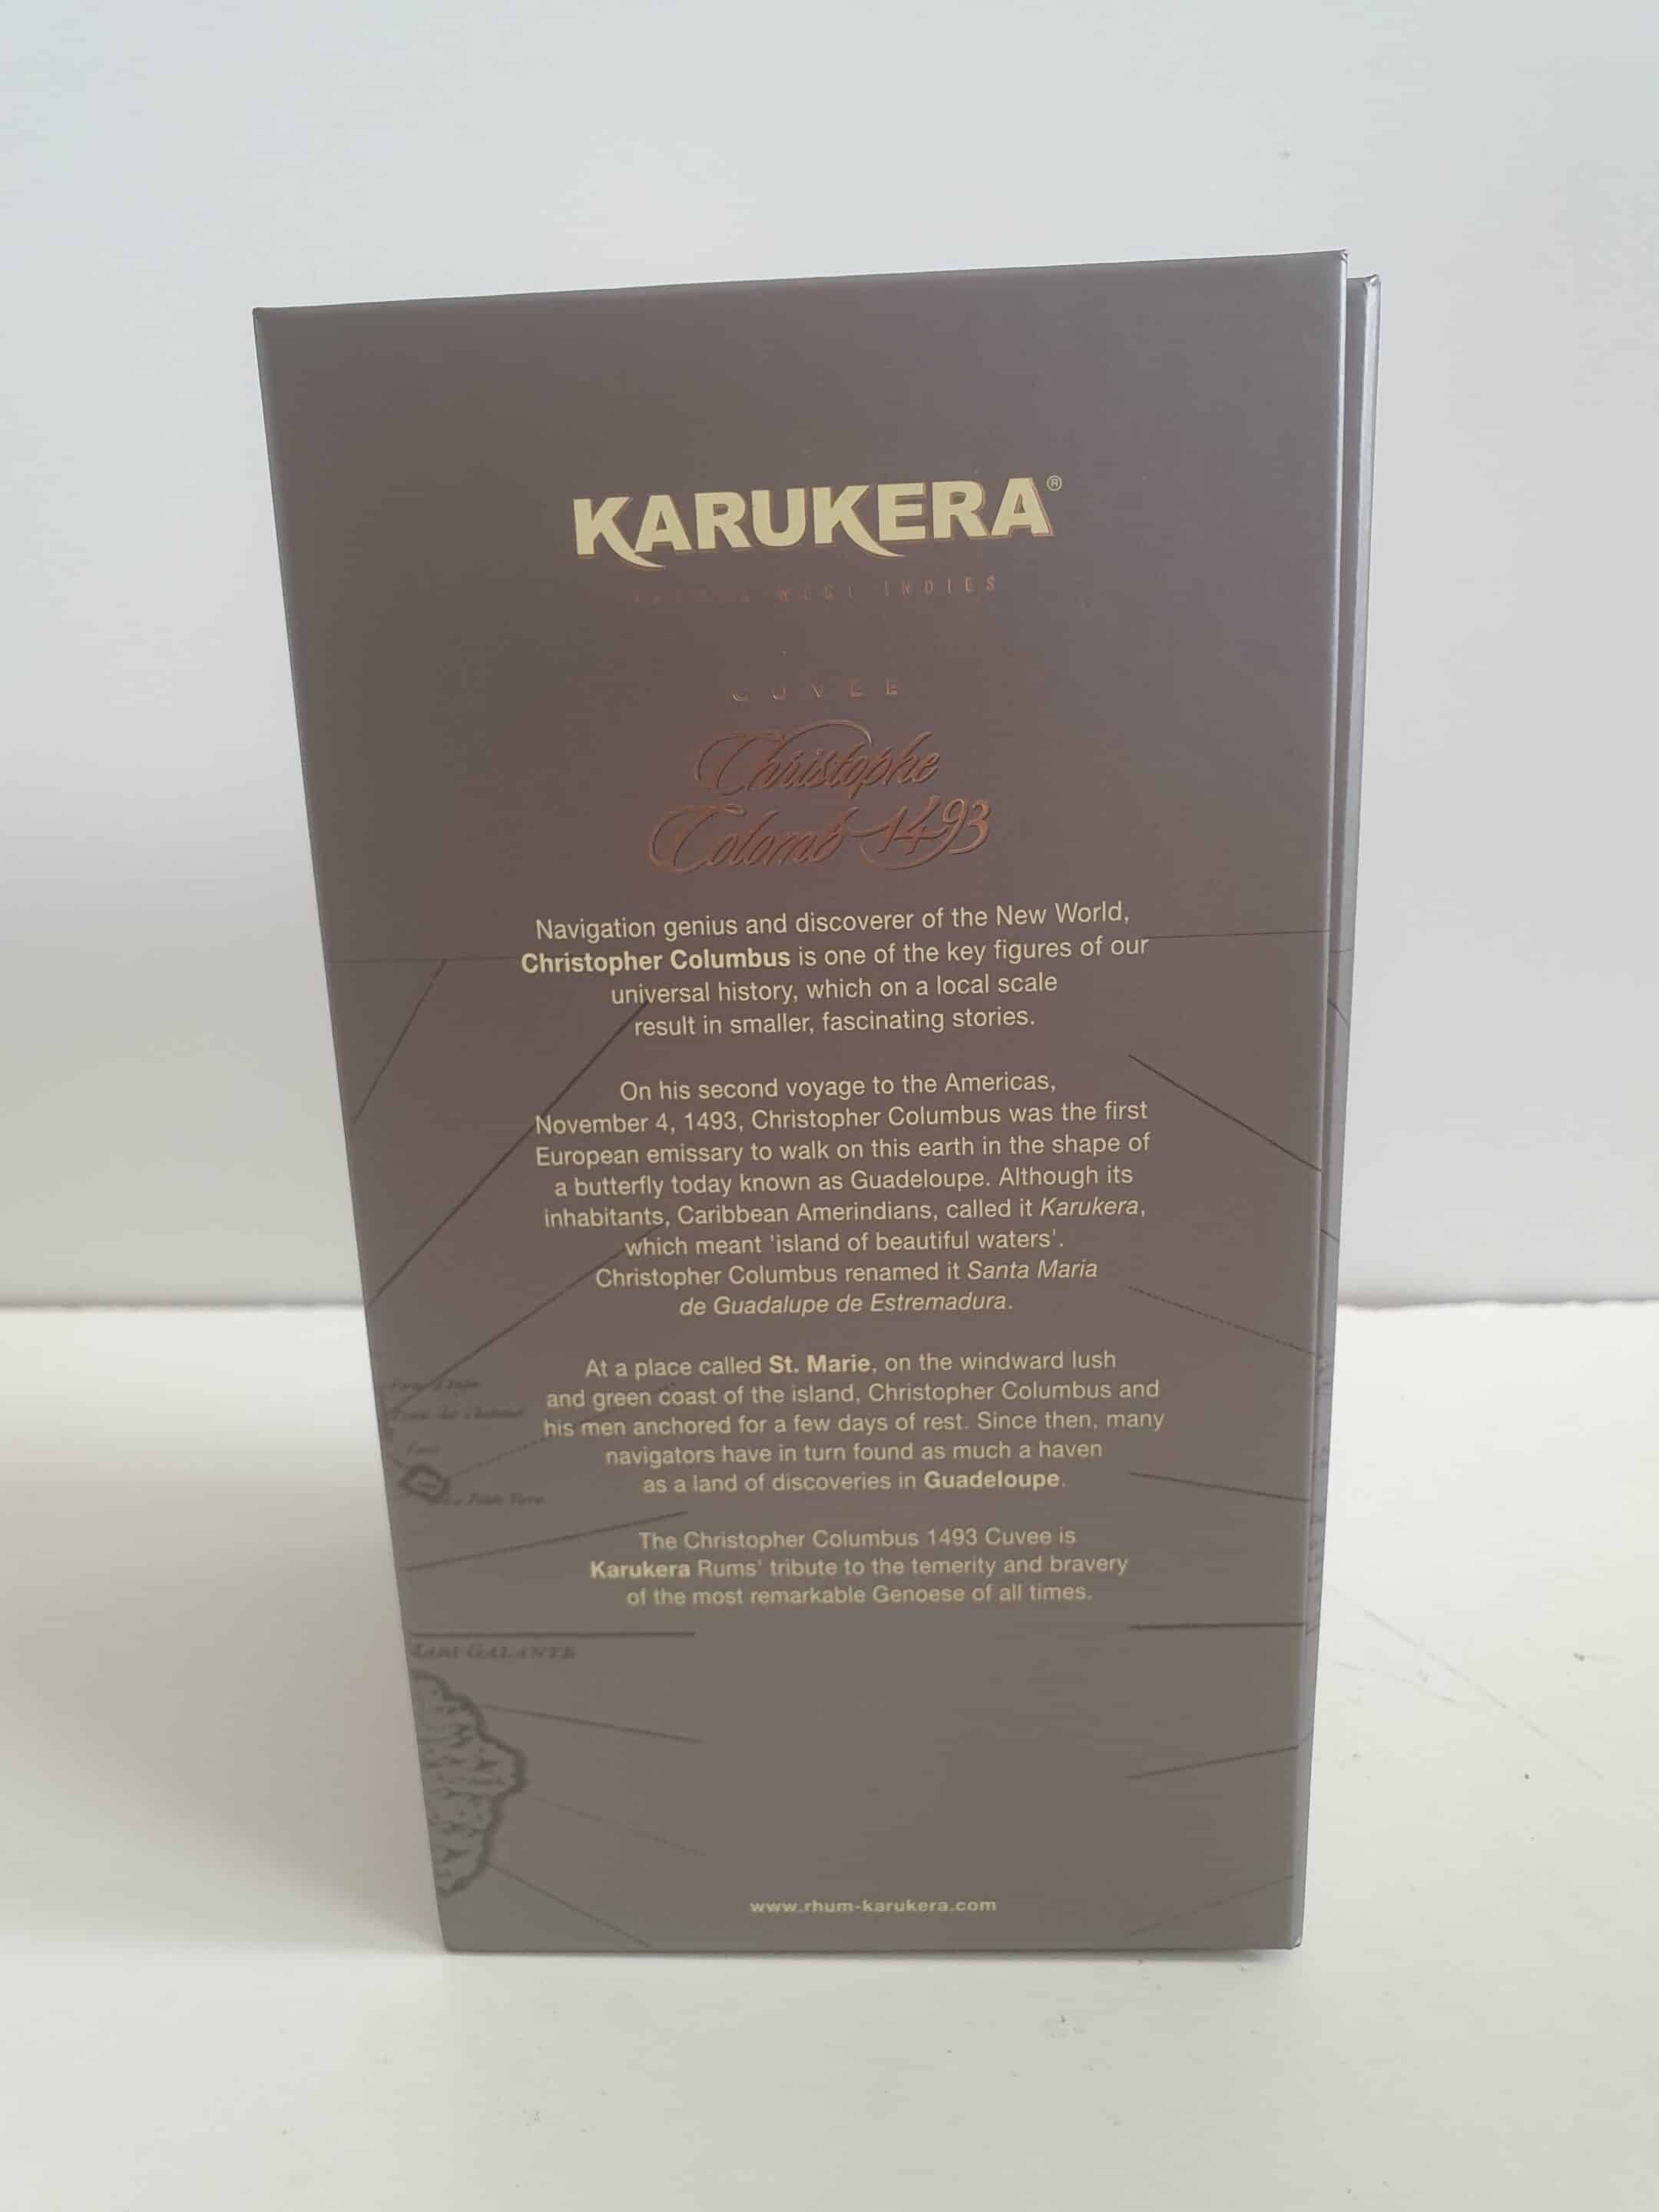 KARUKERA®
WEST INDIES
CUVEE
Christophe
Colomb 1493
Navigation genius and discoverer of the New World,
Christopher Columbus is one of the key figures of our
universal history, which on a local scale
result in smaller, fascinating stories.
On his second voyage to the Americas,
November 4, 1493, Christopher Columbus was the first
European emissary to walk on this earth in the shape of
a butterfly today known as Guadeloupe. Although its
inhabitants, Caribbean Amerindians, called it Karukera,
which meant 'island of beautiful waters'.
Christopher Columbus renamed it Santa Maria
de Guadalupe de Estremadura.
At a place called St. Marie, on the windward lush
and green coast of the island, Christopher Columbus and
his men anchored for a few days of rest. Since then, many
navigators have in turn found as much a haven
as a land of discoveries in Guadeloupe.
The Christopher Columbus 1493 Cuvee is
Karukera Rums' tribute to the temerity and bravery
of the most remarkable Genoese of all times.
GALANTE
www.rhum-karukera.com